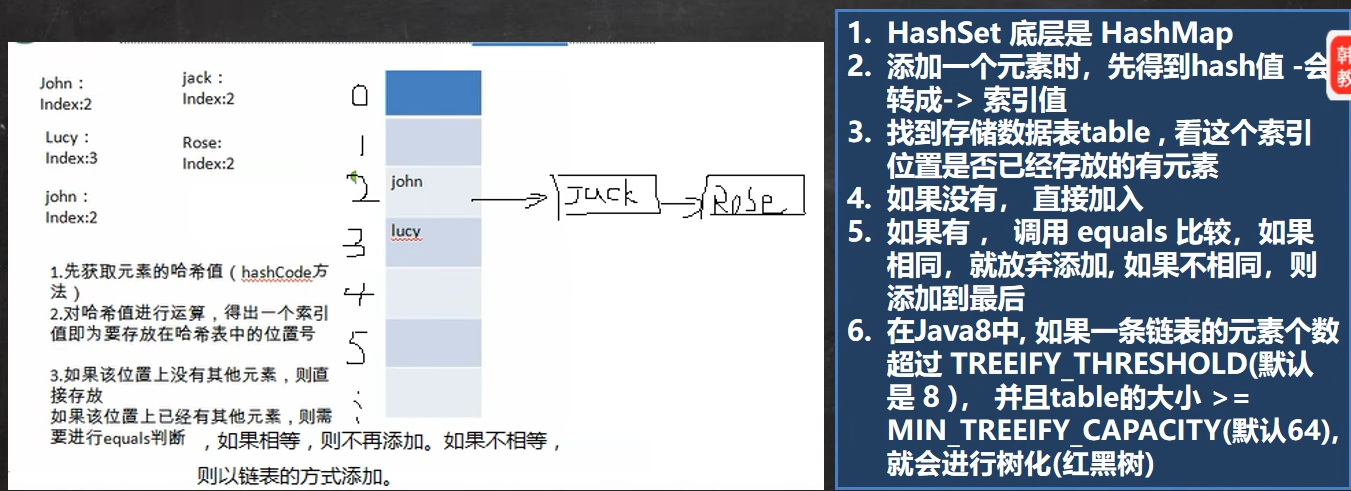 John：
Index:2
jack：
Index:2
Lucy：
Index:3
Rose:
Index:2
john：
Index:2
0
1
2
3
4
5
john
lucy
Jack
Rose
1.先获取元素的哈希值（hashCode方
法）
2.对哈希值进行运算，得出一个索引
值即为要存放在哈希表中的位置号
3.如果该位置上没有其他元素，则直
接存放
如果该位置上已经有其他元素，则需
要进行equals判断 ，如果相等，则不再添加。如果不相等，
则以链表的方式添加。
1. HashSet 底层是 HashMap
2. 添加一个元素时，先得到hash值 -会
转成-> 索引值
3. 找到存储数据表table , 看这个索引
位置是否已经存放的有元素
4. 如果没有， 直接加入
5. 如果有 ， 调用 equals 比较，如果
相同，就放弃添加, 如果不相同，则
添加到最后
6. 在Java8中, 如果一条链表的元素个数
超过 TREEIFY_THRESHOLD(默认
是 8 )， 并且table的大小 >=
MIN_TREEIFY_CAPACITY(默认64),
就会进行树化(红黑树)
韩
教